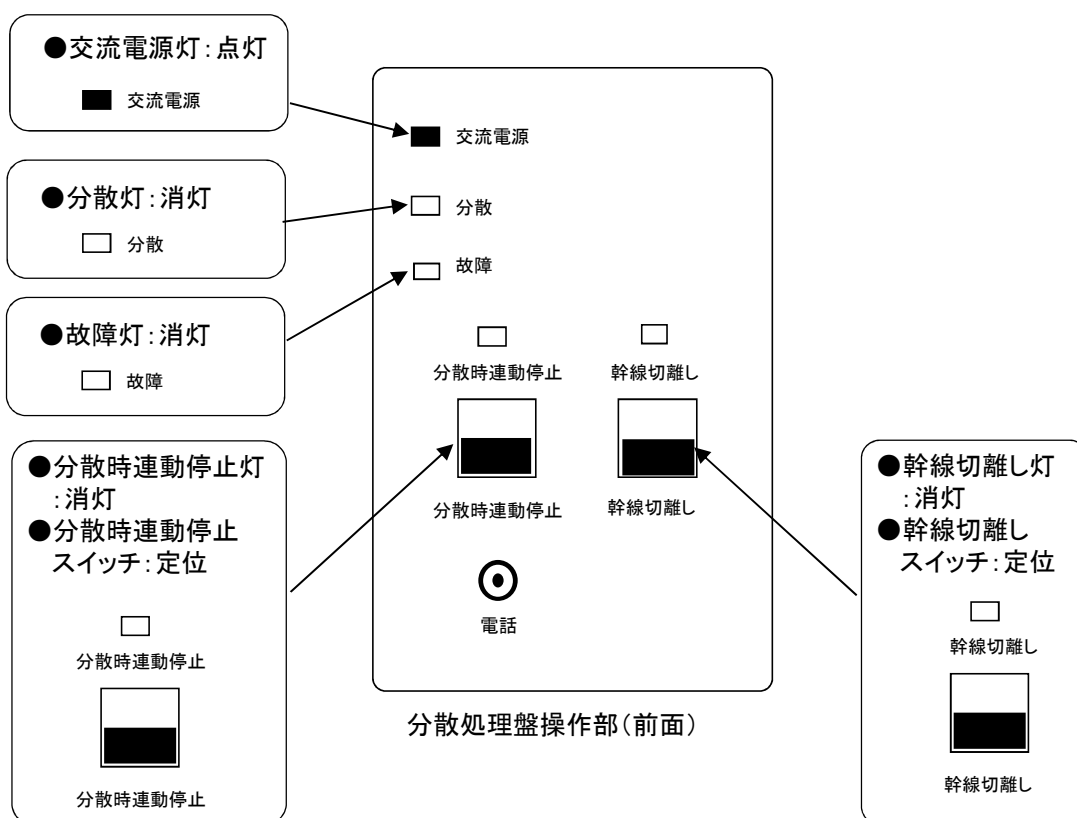 ●交流電源灯：点灯
交流電源
●分散灯：消灯
分散
●故障灯：消灯
故障
●分散時連動停止灯
：消灯
●分散時連動停止
スイッチ：定位
分散時連動停止
分散時連動停止
交流電源
分散
故障
分散時連動停止
幹線切離し
分散時連動停止
幹線切離し
電話
分散処理盤操作部（前面）
●幹線切離し灯
：消灯
●幹線切離し
スイッチ：定位
幹線切離し
幹線切離し